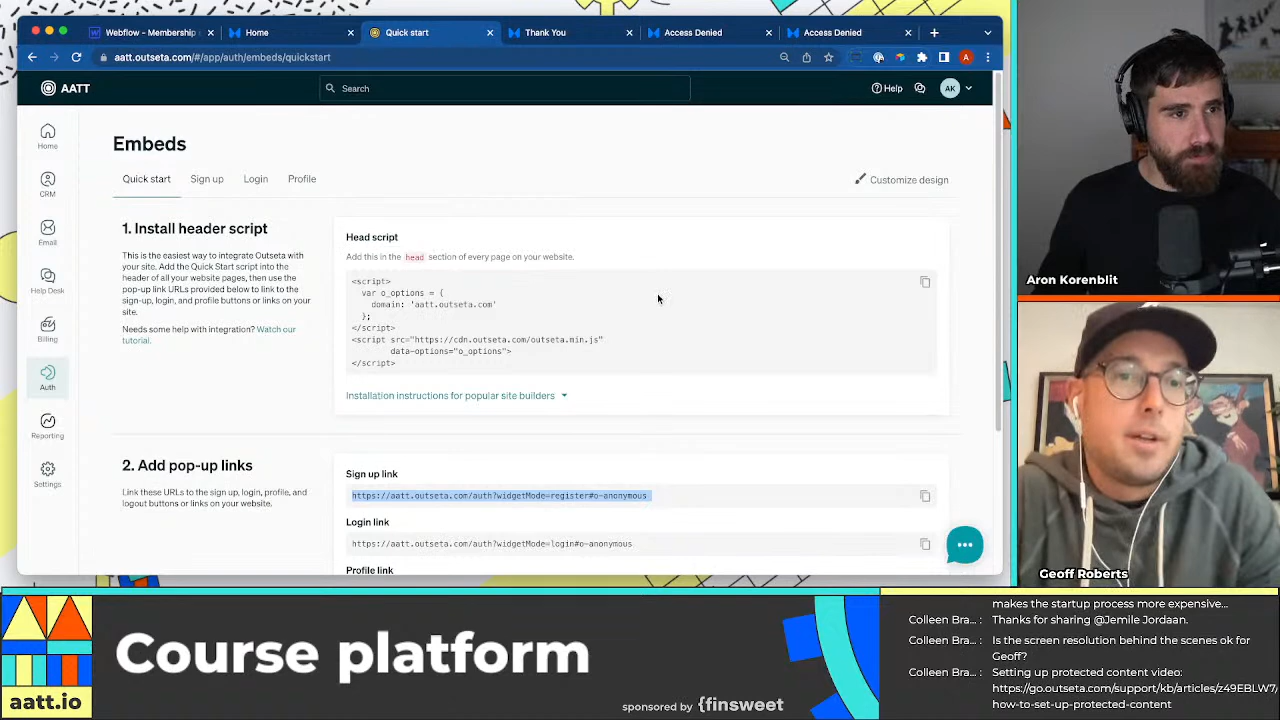 Webflow - Membership
Home
Quick start
Thank You
Access Denied
Access Denied
aatt.outseta.com/#/app/auth/embeds/quickstart
A
AATT
Search
Help
AK
Home
CRM
Email
Help Desk
Billing
Auth
Reporting
Settings
Embeds
Quick start
Sign up
Login
Profile
Customize design
1. Install header script
This is the easiest way to integrate Outseta with
your site. Add the Quick Start script into the
header of all your website pages, then use the
pop-up link URLs provided below to link to the
sign-up, login, and profile buttons or links on your
site.
Needs some help with integration? Watch our
tutorial.
Head script
Add this in the head section of every page on your website.
<script>
var o_options = {
domain: 'aatt.outseta.com'
};
</script>
<script src="https://cdn.outseta.com/outseta.min.js"
data-options="o_options">
</script>
Installation instructions for popular site builders
2. Add pop-up links
Link these URLs to the sign up, login, profile, and
logout buttons or links on your website.
Sign up link
https://aatt.outseta.com/auth?widgetMode=register#o-anonymous
Login link
https://aatt.outseta.com/auth?widgetMode=login#o-anonymous
Profile link
Aron Korenblit
Geoff Roberts
aatt.io
Course platform
sponsored by {finsweet
makes the startup process more expensive...
Colleen Bra... : Thanks for sharing @Jemile Jordaan.
Colleen Bra... : Is the screen resolution behind the scenes ok for
Geoff?
Colleen Bra... : Setting up protected content video:
https://go.outseta.com/support/kb/articles/z49EBLW7/
how-to-set-up-protected-content